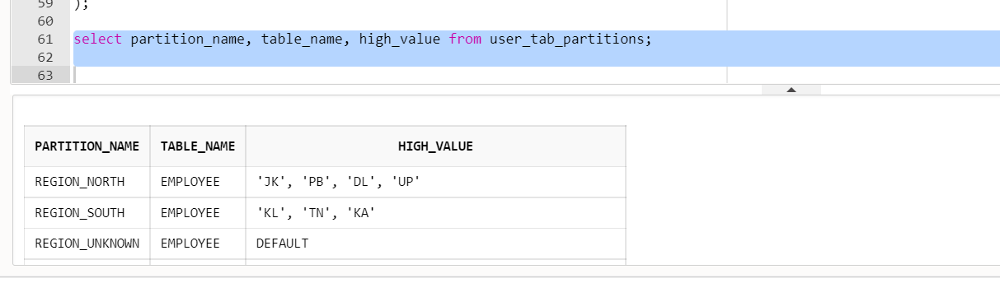 59 );
60
61 select partition_name, table_name, high_value from user_tab_partitions;
62
63
PARTITION_NAME TABLE_NAME HIGH_VALUE
REGION_NORTH EMPLOYEE 'JK', 'PB', 'DL', 'UP'
REGION_SOUTH EMPLOYEE 'KL', 'TN', 'KA'
REGION_UNKNOWN EMPLOYEE DEFAULT